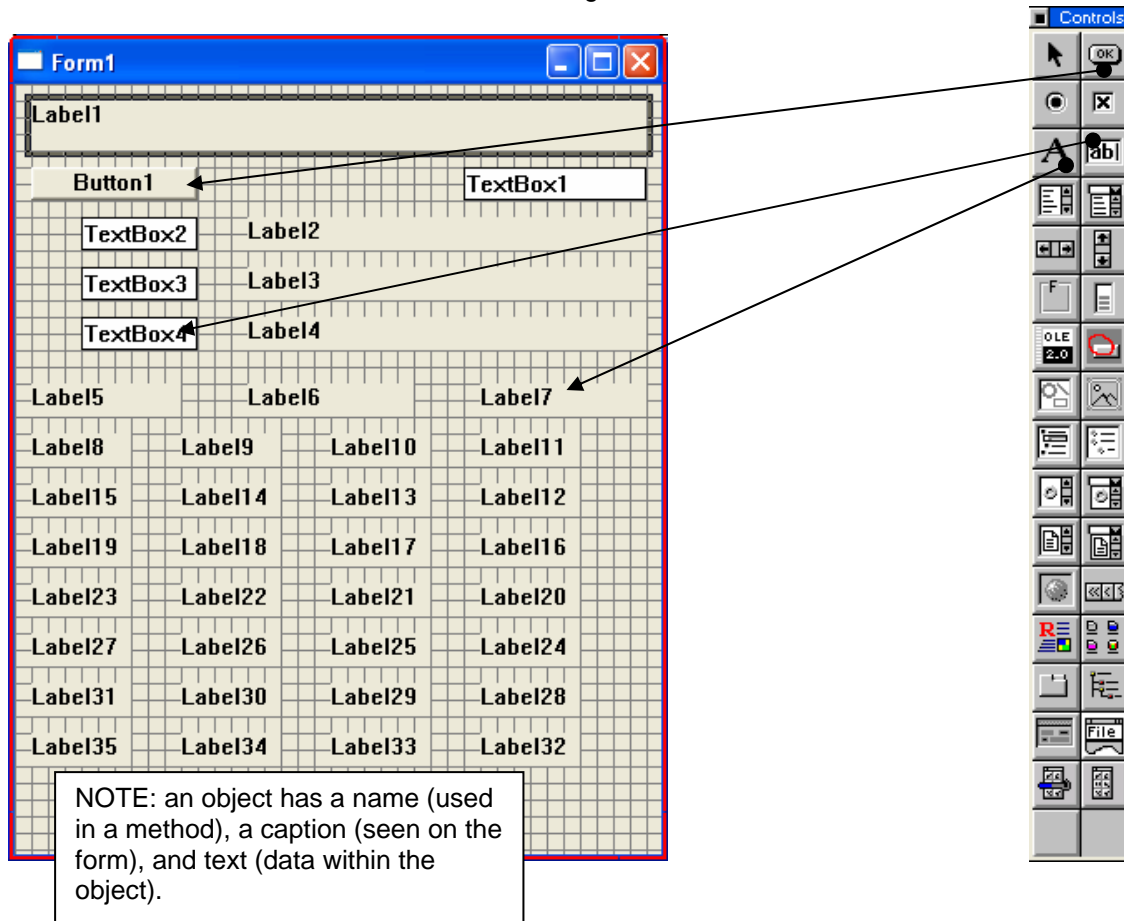 Controls
Form1
OK
Label1
A
ab
Button1
TextBox1
TextBox2
Label2
TextBox3
Label3
F
TextBox4
Label4
OLE
2.0
Label5
Label6
Label7
Label8
Label9
Label10
Label11
Label15
Label14
Label13
Label12
Label19
Label18
Label17
Label16
Label23
Label22
Label21
Label20
R
Label27
Label26
Label25
Label24
Label31
Label30
Label29
Label28
Label35
Label34
Label33
Label32
File
NOTE: an object has a name (used
in a method), a caption (seen on the
form), and text (data within the
object).